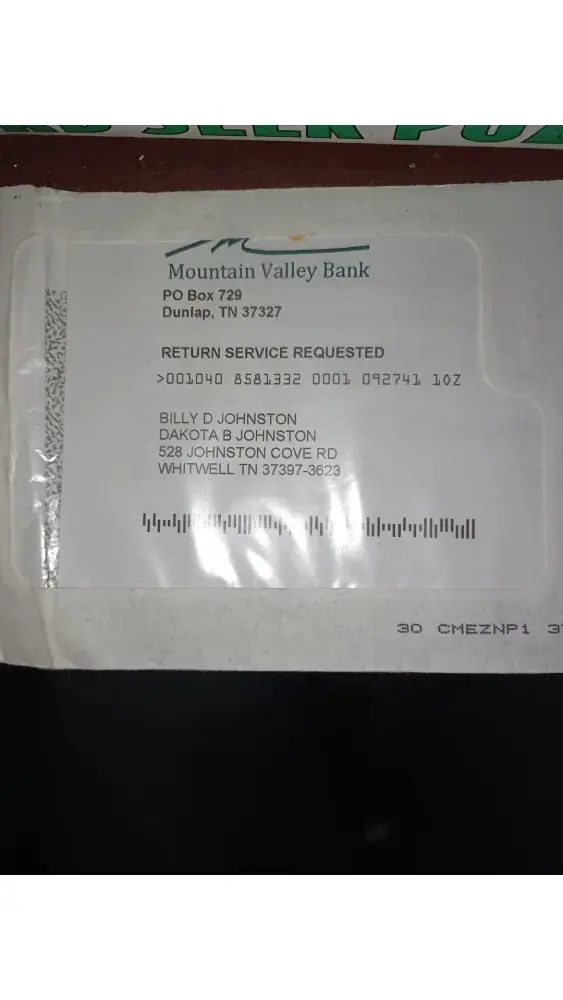 SEEK
Mountain Valley Bank
PO Box 729
Dunlap, TN 37327
RETURN SERVICE REQUESTED
>001040 8581332 0001 092741 10Z
BILLY D JOHNSTON
DAKOTA B JOHNSTON
528 JOHNSTON COVE RD
WHITWELL TN 37397-3623
30 CMEZNP1